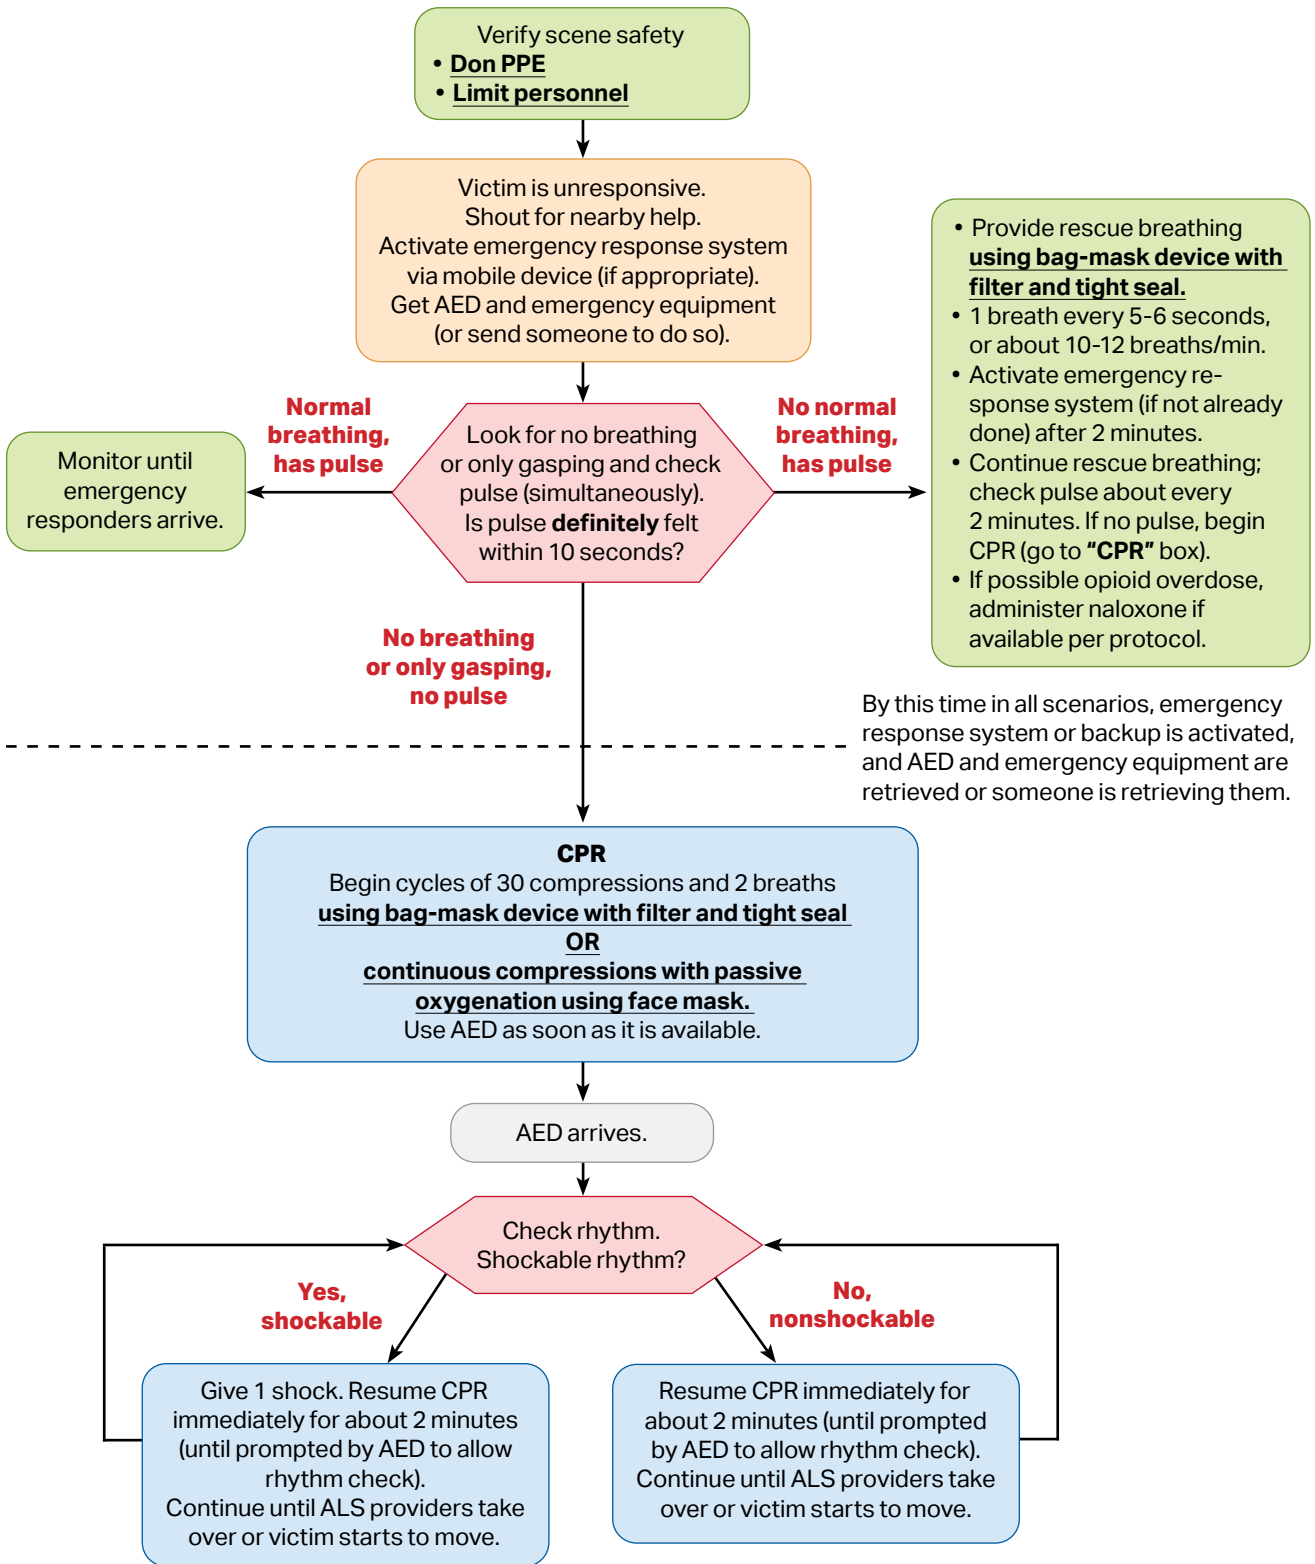 Verify scene safety
• Don PPE
• Limit personnel
Victim is unresponsive.
Shout for nearby help.
Activate emergency response system
via mobile device (if appropriate).
Get AED and emergency equipment
(or send someone to do so).
Normal
breathing,
has pulse
Monitor until
emergency
responders arrive.
Look for no breathing
or only gasping and check
pulse (simultaneously).
Is pulse definitely felt
within 10 seconds?
No normal
breathing,
has pulse
• Provide rescue breathing
using bag-mask device with
filter and tight seal.
• 1 breath every 5-6 seconds,
or about 10-12 breaths/min.
• Activate emergency re-
sponse system (if not already
done) after 2 minutes.
• Continue rescue breathing;
check pulse about every
2 minutes. If no pulse, begin
CPR (go to “CPR” box).
• If possible opioid overdose,
administer naloxone if
available per protocol.
No breathing
or only gasping,
no pulse
By this time in all scenarios, emergency
response system or backup is activated,
and AED and emergency equipment are
retrieved or someone is retrieving them.
CPR
Begin cycles of 30 compressions and 2 breaths
using bag-mask device with filter and tight seal
OR
continuous compressions with passive
oxygenation using face mask.
Use AED as soon as it is available.
AED arrives.
Check rhythm.
Shockable rhythm?
Yes,
shockable
No,
nonshockable
Give 1 shock. Resume CPR
immediately for about 2 minutes
(until prompted by AED to allow
rhythm check).
Continue until ALS providers take
over or victim starts to move.
Resume CPR immediately for
about 2 minutes (until prompted
by AED to allow rhythm check).
Continue until ALS providers take
over or victim starts to move.